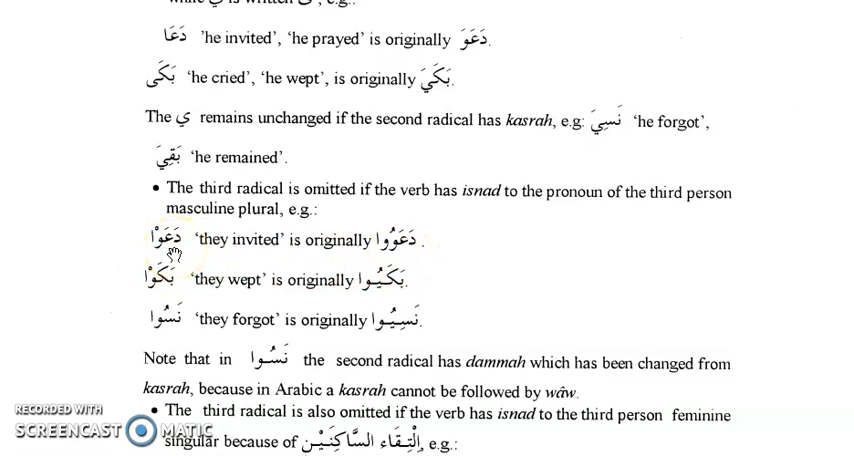 while ي is written ى, e.g.:
دَعَا 'he invited', 'he prayed' is originally دَعَوَ.
بَكَى 'he cried', 'he wept', is originally بَكَيَ.
The ي remains unchanged if the second radical has kasrah, e.g: نَسِيَ 'he forgot',
بَقِيَ 'he remained'.
• The third radical is omitted if the verb has isnad to the pronoun of the third person
masculine plural, e.g.:
دَعَوْا 'they invited' is originally دَعَوُوا.
بَكَوْا 'they wept' is originally بَكَيُوا.
نَسُوا 'they forgot' is originally نَسِيُوا.
Note that in نَسُوا the second radical has dammah which has been changed from
kasrah, because in Arabic a kasrah cannot be followed by wâw.
• The third radical is also omitted if the verb has isnad to the third person feminine
singular because of اِلْتِقَاء السَّاكِنَيْن, e.g.:
RECORDED WITH
SCREENCAST MATIC